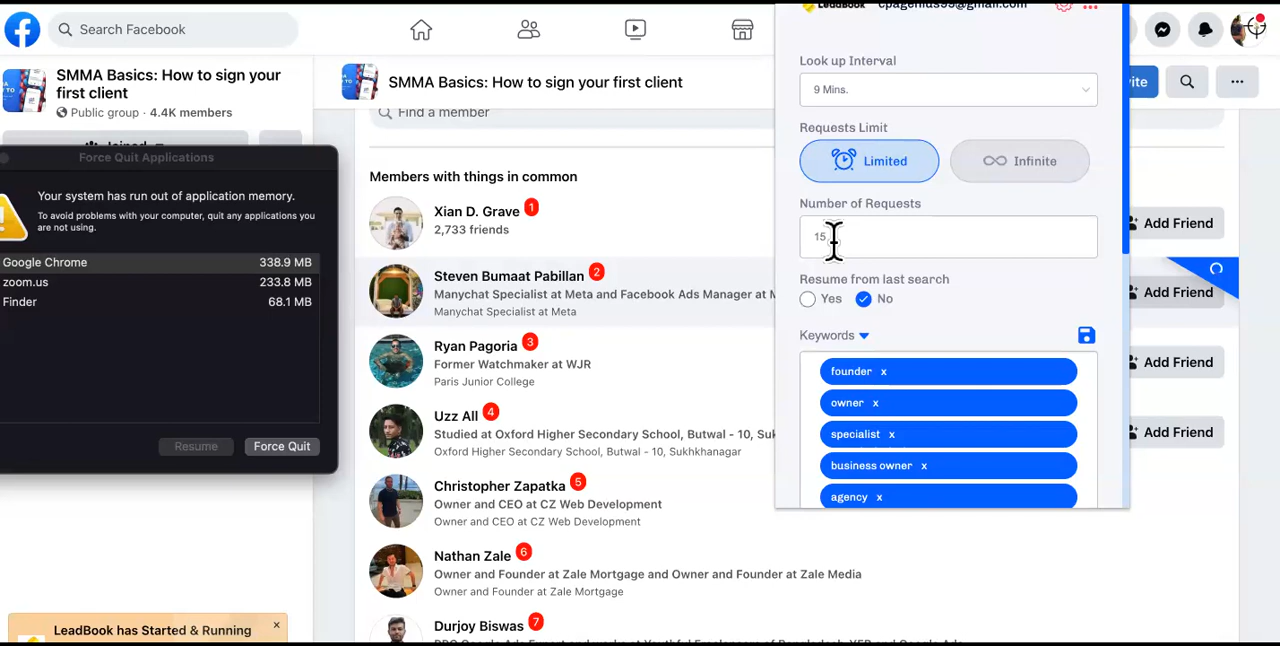 Search Facebook
SMMA Basics: How to sign your
first client
Public group · 4.4K members
Joined
Force Quit Applications
Your system has run out of application memory.
To avoid problems with your computer, quit any applications you
are not using.
Google Chrome 338.9 MB
zoom.us 233.8 MB
Finder 68.1 MB
Resume Force Quit
LeadBook has Started & Running ×
SMMA Basics: How to sign your first client
Find a member
Members with things in common
Xian D. Grave 1
2,733 friends
Steven Bumaat Pabillan 2
Manychat Specialist at Meta and Facebook Ads Manager at M
Manychat Specialist at Meta
Ryan Pagoria 3
Former Watchmaker at WJR
Paris Junior College
Uzz All 4
Studied at Oxford Higher Secondary School, Butwal - 10, Suk
Oxford Higher Secondary School, Butwal - 10, Sukhkhanagar
Christopher Zapatka 5
Owner and CEO at CZ Web Development
Owner and CEO at CZ Web Development
Nathan Zale 6
Owner and Founder at Zale Mortgage and Owner and Founder at Zale Media
Owner and Founder at Zale Mortgage
Durjoy Biswas 7
LeadBook cpagenius99@gmail.com
Look up Interval
9 Mins.
Requests Limit
Limited
Infinite
Number of Requests
15
Resume from last search
Yes No
Keywords
founder x
owner x
specialist x
business owner x
agency x
vite
Add Friend
Add Friend
Add Friend
Add Friend